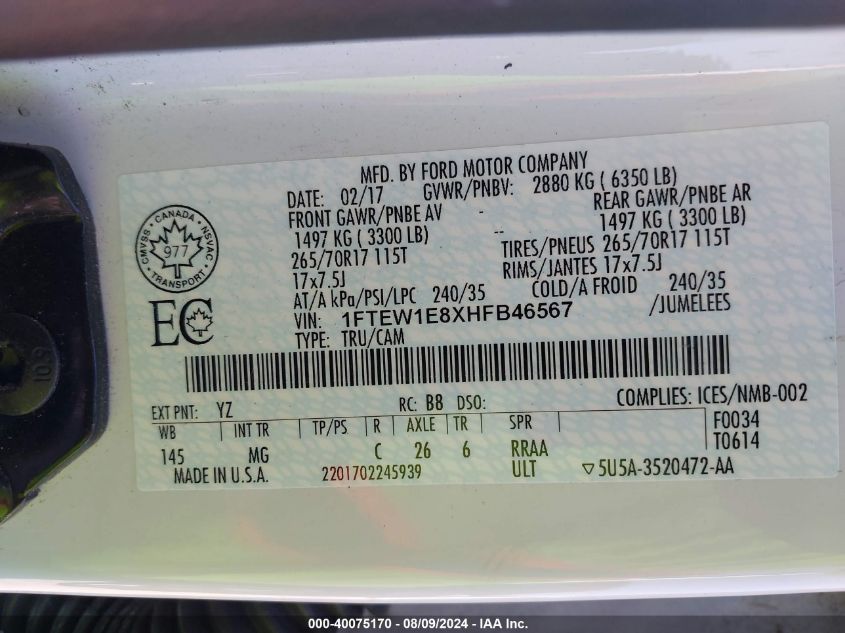 MFD. BY FORD MOTOR COMPANY
DATE: 02/17 GVWR/PNBV: 2880 KG ( 6350 LB)
FRONT GAWR/PNBE AV - REAR GAWR/PNBE AR
1497 KG ( 3300 LB) -- 1497 KG ( 3300 LB)
265/70R17 115T TIRES/PNEUS 265/70R17 115T
17x7.5J RIMS/JANTES 17x7.5J
AT/A kPa/PSI/LPC 240/35 COLD/A FROID 240/35
VIN: 1FTEW1E8XHFB46567 /JUMELEES
TYPE: TRU/CAM
CANADA
CMVSS NSVAC
977
TRANSPORT
EC
EXT PNT: YZ RC: B8 DSO: COMPLIES: ICES/NMB-002
WB INT TR TP/PS R AXLE TR SPR F0034
145 MG C 26 6 RRAA T0614
MADE IN U.S.A. 2201702245939 ULT ▽5U5A-3520472-AA
10.9
000-40075170 - 08/09/2024 - IAA Inc.